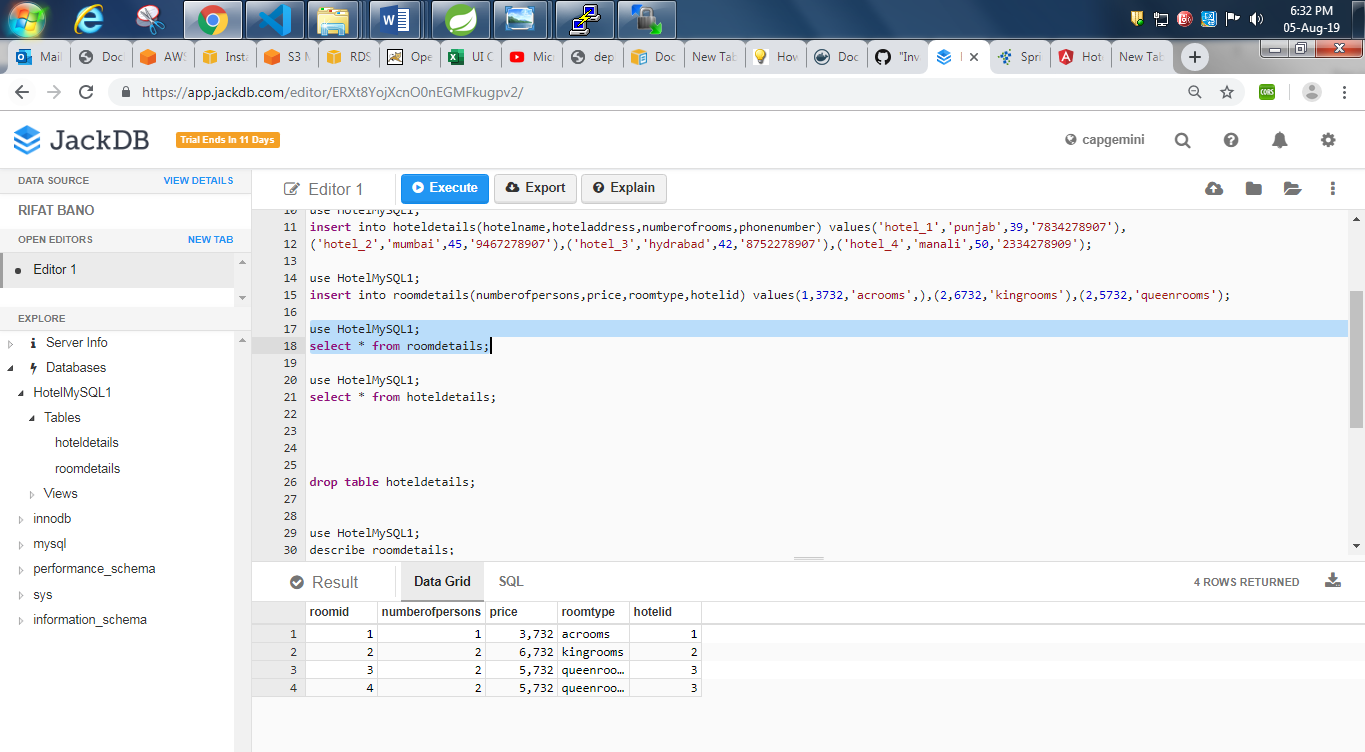 6:32 PM
05-Aug-19
Mail
Doc
AWS
Insta
S3 M
RDS
Ope
UI C
Mic
dep
Doc
New Tab
How
Doc
"Inv
Spri
Hot
New Tab
https://app.jackdb.com/editor/ERXt8YojXcnO0nEGMFkugpv2/
CORS
JackDB
Trial Ends In 11 Days
capgemini
DATA SOURCE VIEW DETAILS
RIFAT BANO
OPEN EDITORS NEW TAB
Editor 1
EXPLORE
Server Info
Databases
HotelMySQL1
Tables
hoteldetails
roomdetails
Views
innodb
mysql
performance_schema
sys
information_schema
Editor 1 Execute Export Explain
10 use HotelMySQL1;
11 insert into hoteldetails(hotelname,hoteladdress,numberofrooms,phonenumber) values('hotel_1','punjab',39,'7834278907'),
12 ('hotel_2','mumbai',45,'9467278907'),('hotel_3','hydrabad',42,'8752278907'),('hotel_4','manali',50,'2334278909');
13
14 use HotelMySQL1;
15 insert into roomdetails(numberofpersons,price,roomtype,hotelid) values(1,3732,'acrooms',),(2,6732,'kingrooms'),(2,5732,'queenrooms');
16
17 use HotelMySQL1;
18 select * from roomdetails;
19
20 use HotelMySQL1;
21 select * from hoteldetails;
22
23
24
25
26 drop table hoteldetails;
27
28
29 use HotelMySQL1;
30 describe roomdetails;
Result Data Grid SQL 4 ROWS RETURNED
roomid numberofpersons price roomtype hotelid
1 1 1 3,732 acrooms 1
2 2 2 6,732 kingrooms 2
3 3 2 5,732 queenroo... 3
4 4 2 5,732 queenroo... 3